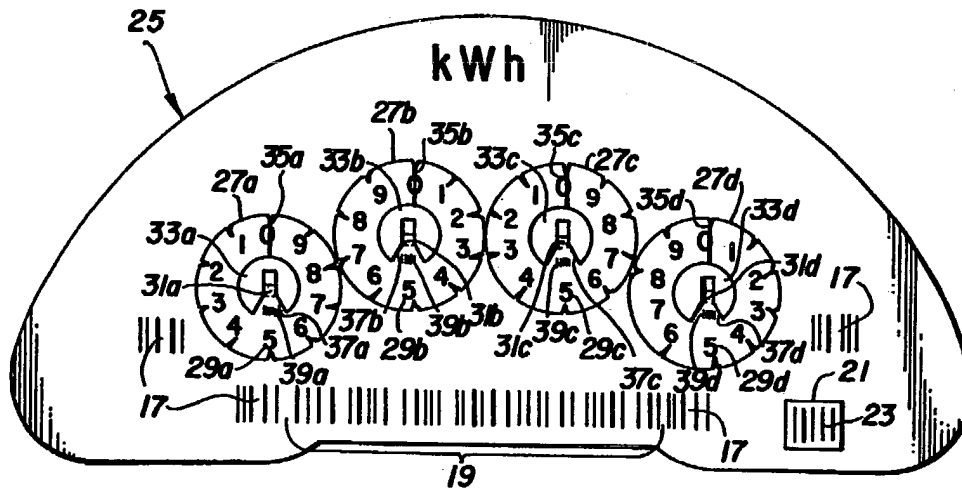 25
kWh
27b 35b 35c 27c
27a 35a 33b 33c 35d 27d
33a 33d
31a 31d
17
0 1 2 3 4 5 6 7 8 9
0 1 2 3 4 5 6 7 8 9
0 1 2 3 4 5 6 7 8 9
0 1 2 3 4 5 6 7 8 9
37b 39b 31b 31c 39c
29a 39a 37a 29b 29c 37c 39d 29d 37d
17 17 21
23
19